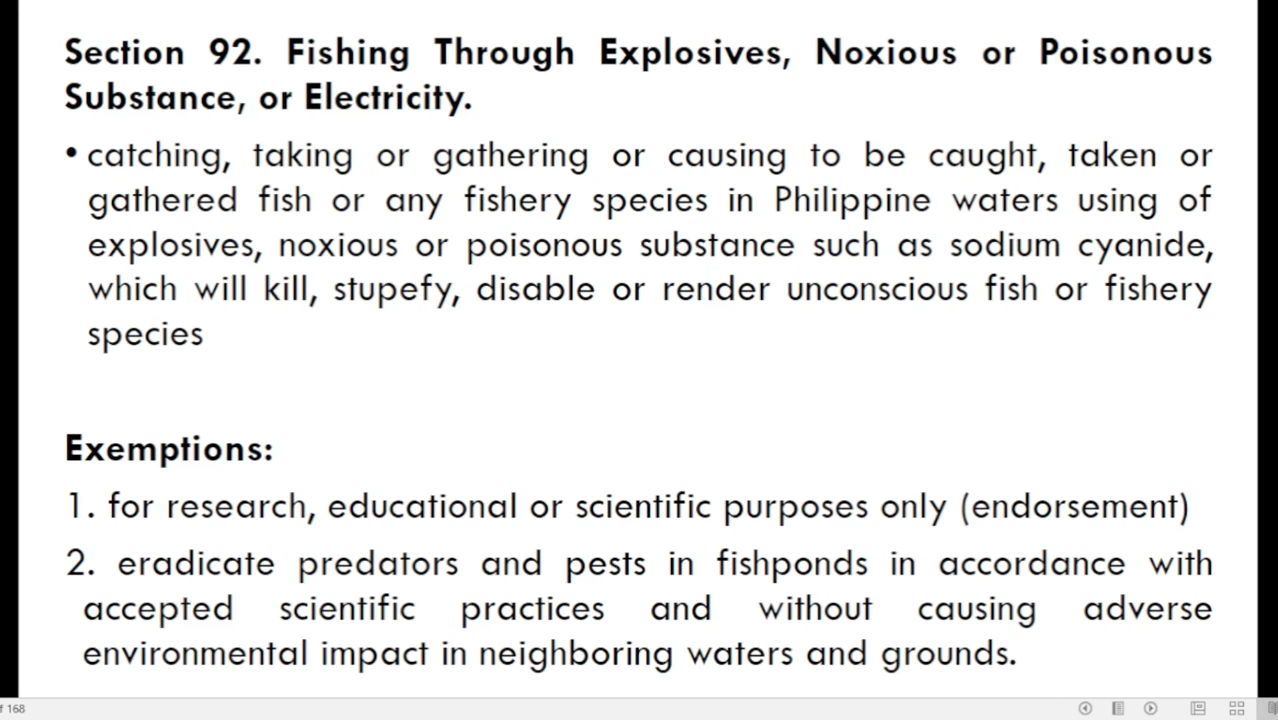 Section 92. Fishing Through Explosives, Noxious or Poisonous
Substance, or Electricity.
• catching, taking or gathering or causing to be caught, taken or
gathered fish or any fishery species in Philippine waters using of
explosives, noxious or poisonous substance such as sodium cyanide,
which will kill, stupefy, disable or render unconscious fish or fishery
species
Exemptions:
1. for research, educational or scientific purposes only (endorsement)
2. eradicate predators and pests in fishponds in accordance with
accepted scientific practices and without causing adverse
environmental impact in neighboring waters and grounds.
f 168